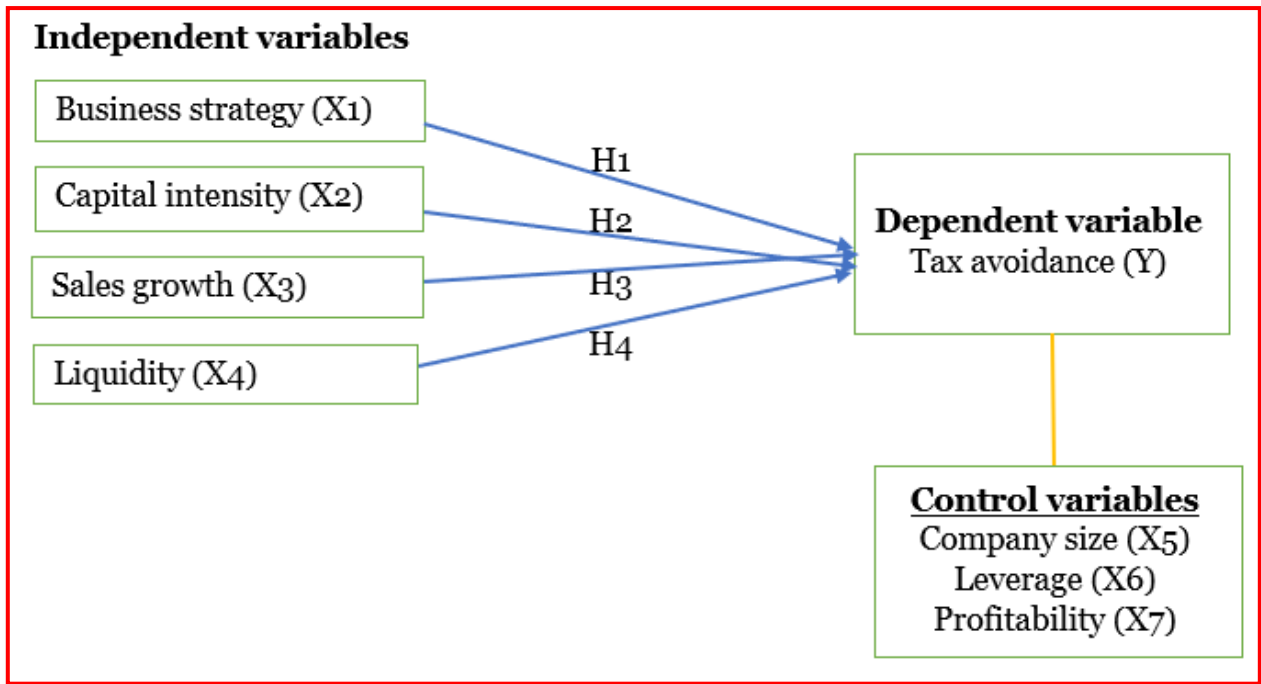 Independent variables
Business strategy (X1)
Capital intensity (X2)
Sales growth (X3)
Liquidity (X4)
H1
H2
H3
H4
Dependent variable
Tax avoidance (Y)
Control variables
Company size (X5)
Leverage (X6)
Profitability (X7)